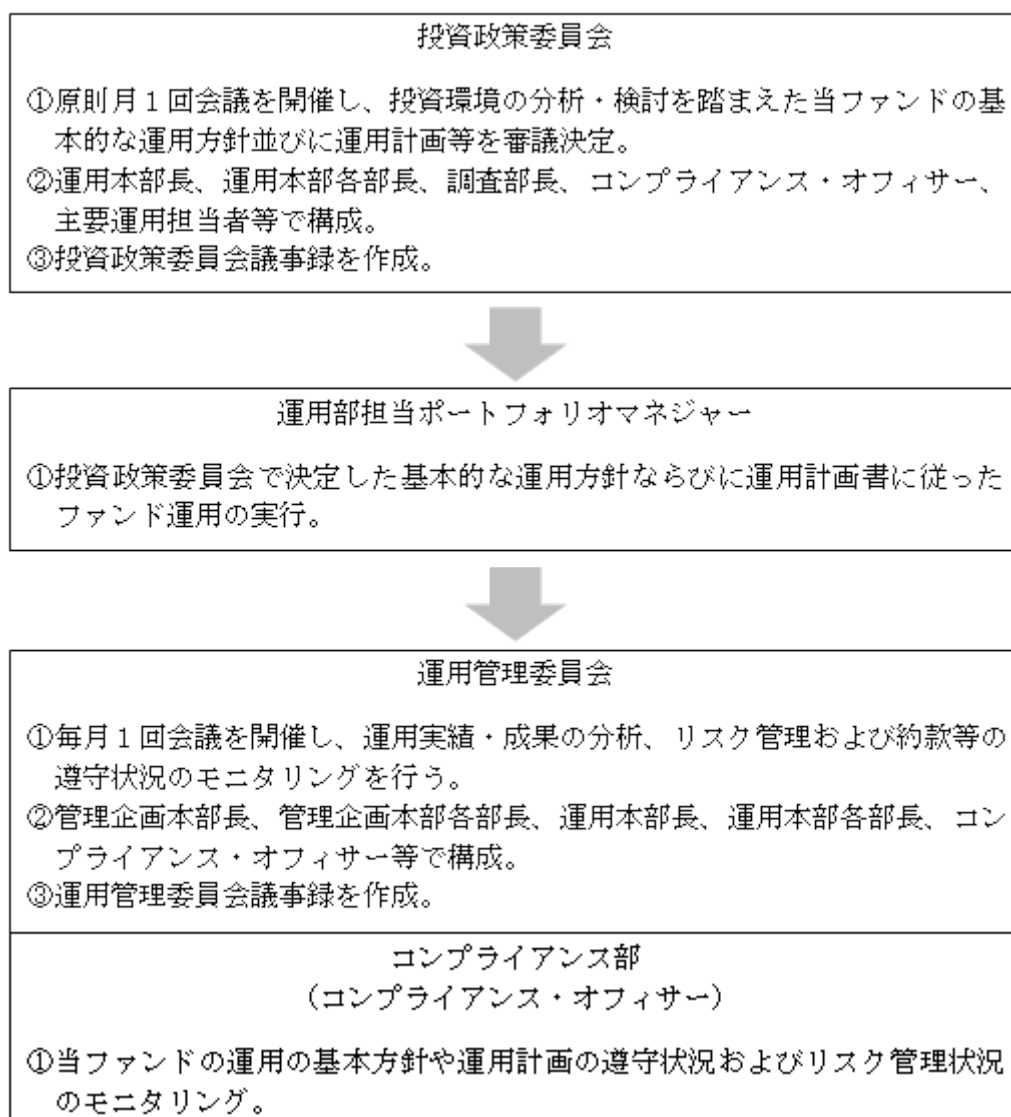 投資政策委員会
①原則月１回会議を開催し、投資環境の分析・検討を踏まえた当ファンドの基
本的な運用方針並びに運用計画等を審議決定。
②運用本部長、運用本部各部長、調査部長、コンプライアンス・オフィサー、
主要運用担当者等で構成。
③投資政策委員会議事録を作成。
運用部担当ポートフォリオマネジャー
①投資政策委員会で決定した基本的な運用方針ならびに運用計画書に従った
ファンド運用の実行。
運用管理委員会
①毎月１回会議を開催し、運用実績・成果の分析、リスク管理および約款等の
遵守状況のモニタリングを行う。
②管理企画本部長、管理企画本部各部長、運用本部長、運用本部各部長、コン
プライアンス・オフィサー等で構成。
③運用管理委員会議事録を作成。
コンプライアンス部
（コンプライアンス・オフィサー）
①当ファンドの運用の基本方針や運用計画の遵守状況およびリスク管理状況
のモニタリング。